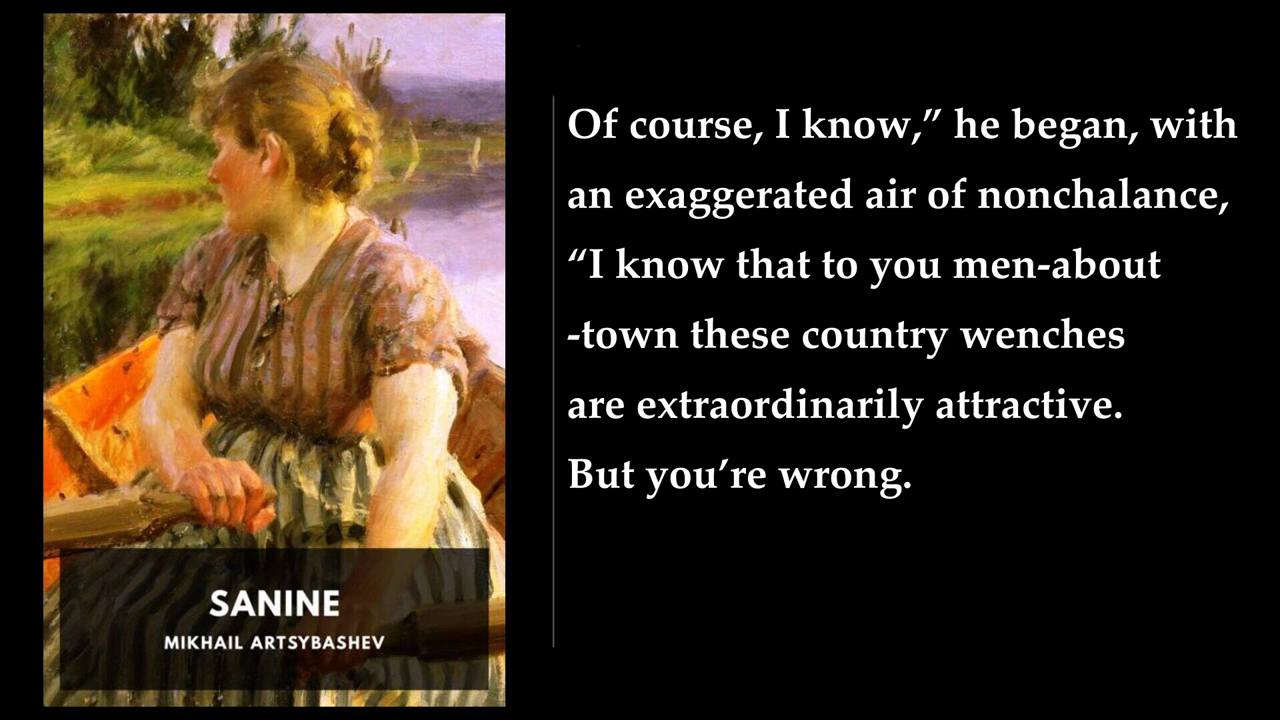 SANINE
MIKHAIL ARTSYBASHEV
Of course, I know,” he began, with
an exaggerated air of nonchalance,
“I know that to you men-about
-town these country wenches
are extraordinarily attractive.
But you’re wrong.